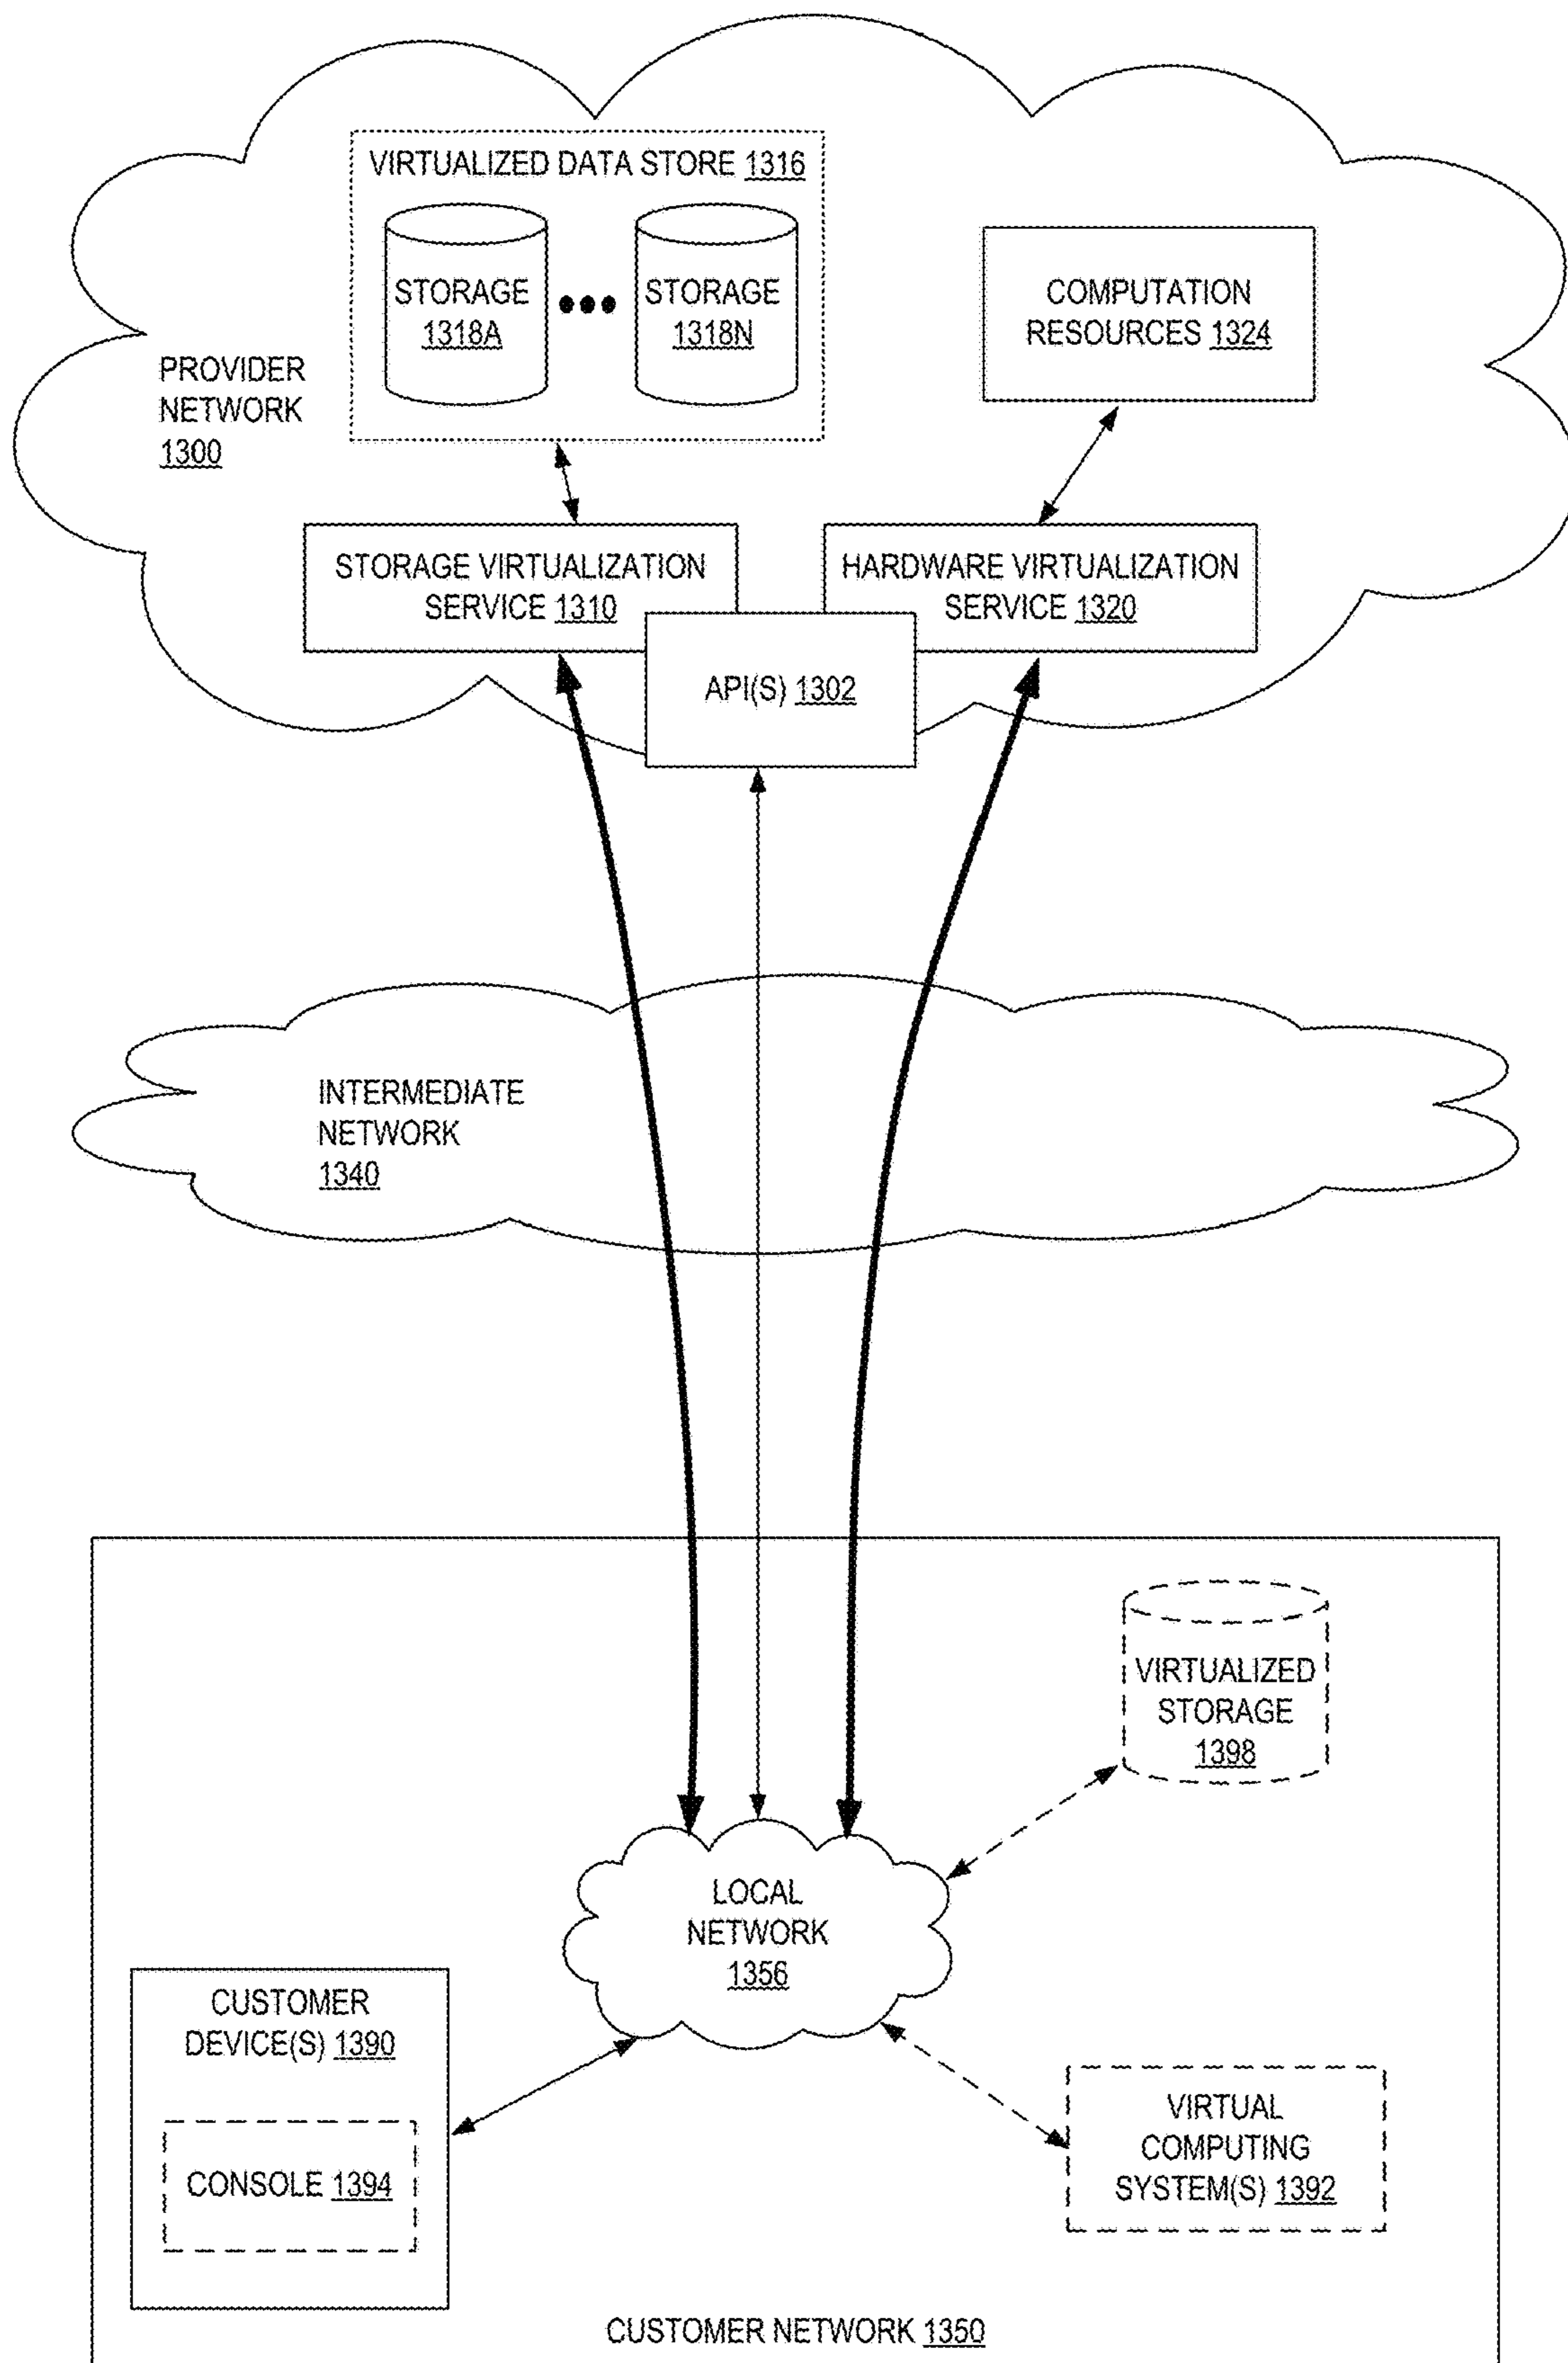 VIRTUALIZED DATA STORE 1316
STORAGE
1318A
STORAGE
1318N
COMPUTATION
RESOURCES 1324
PROVIDER
NETWORK
1300
STORAGE VIRTUALIZATION
SERVICE 1310
HARDWARE VIRTUALIZATION
SERVICE 1320
API(S) 1302
INTERMEDIATE
NETWORK
1340
VIRTUALIZED
STORAGE
1398
LOCAL
NETWORK
1356
CUSTOMER
DEVICE(S) 1390
CONSOLE 1394
VIRTUAL
COMPUTING
SYSTEM(S) 1392
CUSTOMER NETWORK 1350